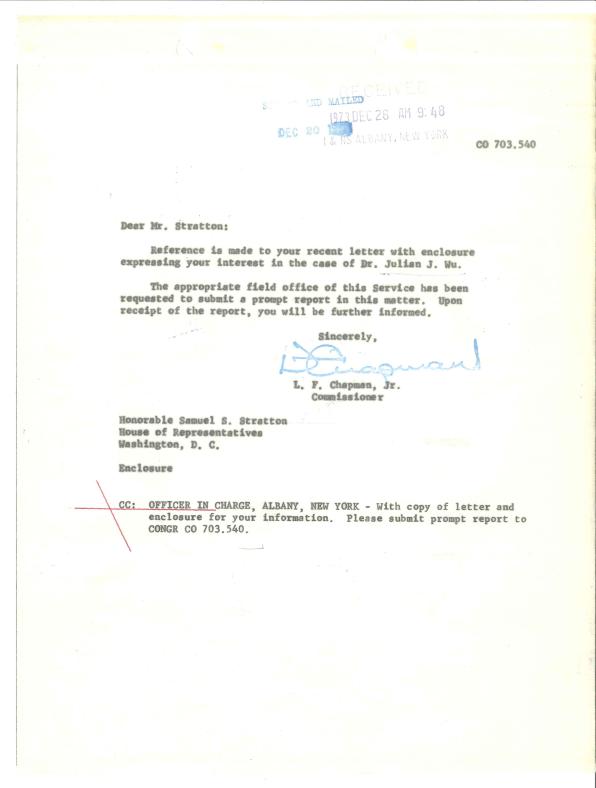 RECEIVED
AND MAILED
1973 DEC 26 AM 9:48
DEC 20
I & NS ALBANY, NEW YORK
CO 703.540
Dear Mr. Stratton:
Reference is made to your recent letter with enclosure
expressing your interest in the case of Dr. Julian J. Wu.
The appropriate field office of this Service has been
requested to submit a prompt report in this matter. Upon
receipt of the report, you will be further informed.
Sincerely,
L. F. Chapman, Jr.
Commissioner
Honorable Samuel S. Stratton
House of Representatives
Washington, D. C.
Enclosure
CC: OFFICER IN CHARGE, ALBANY, NEW YORK - With copy of letter and
enclosure for your information. Please submit prompt report to
CONGR CO 703.540.